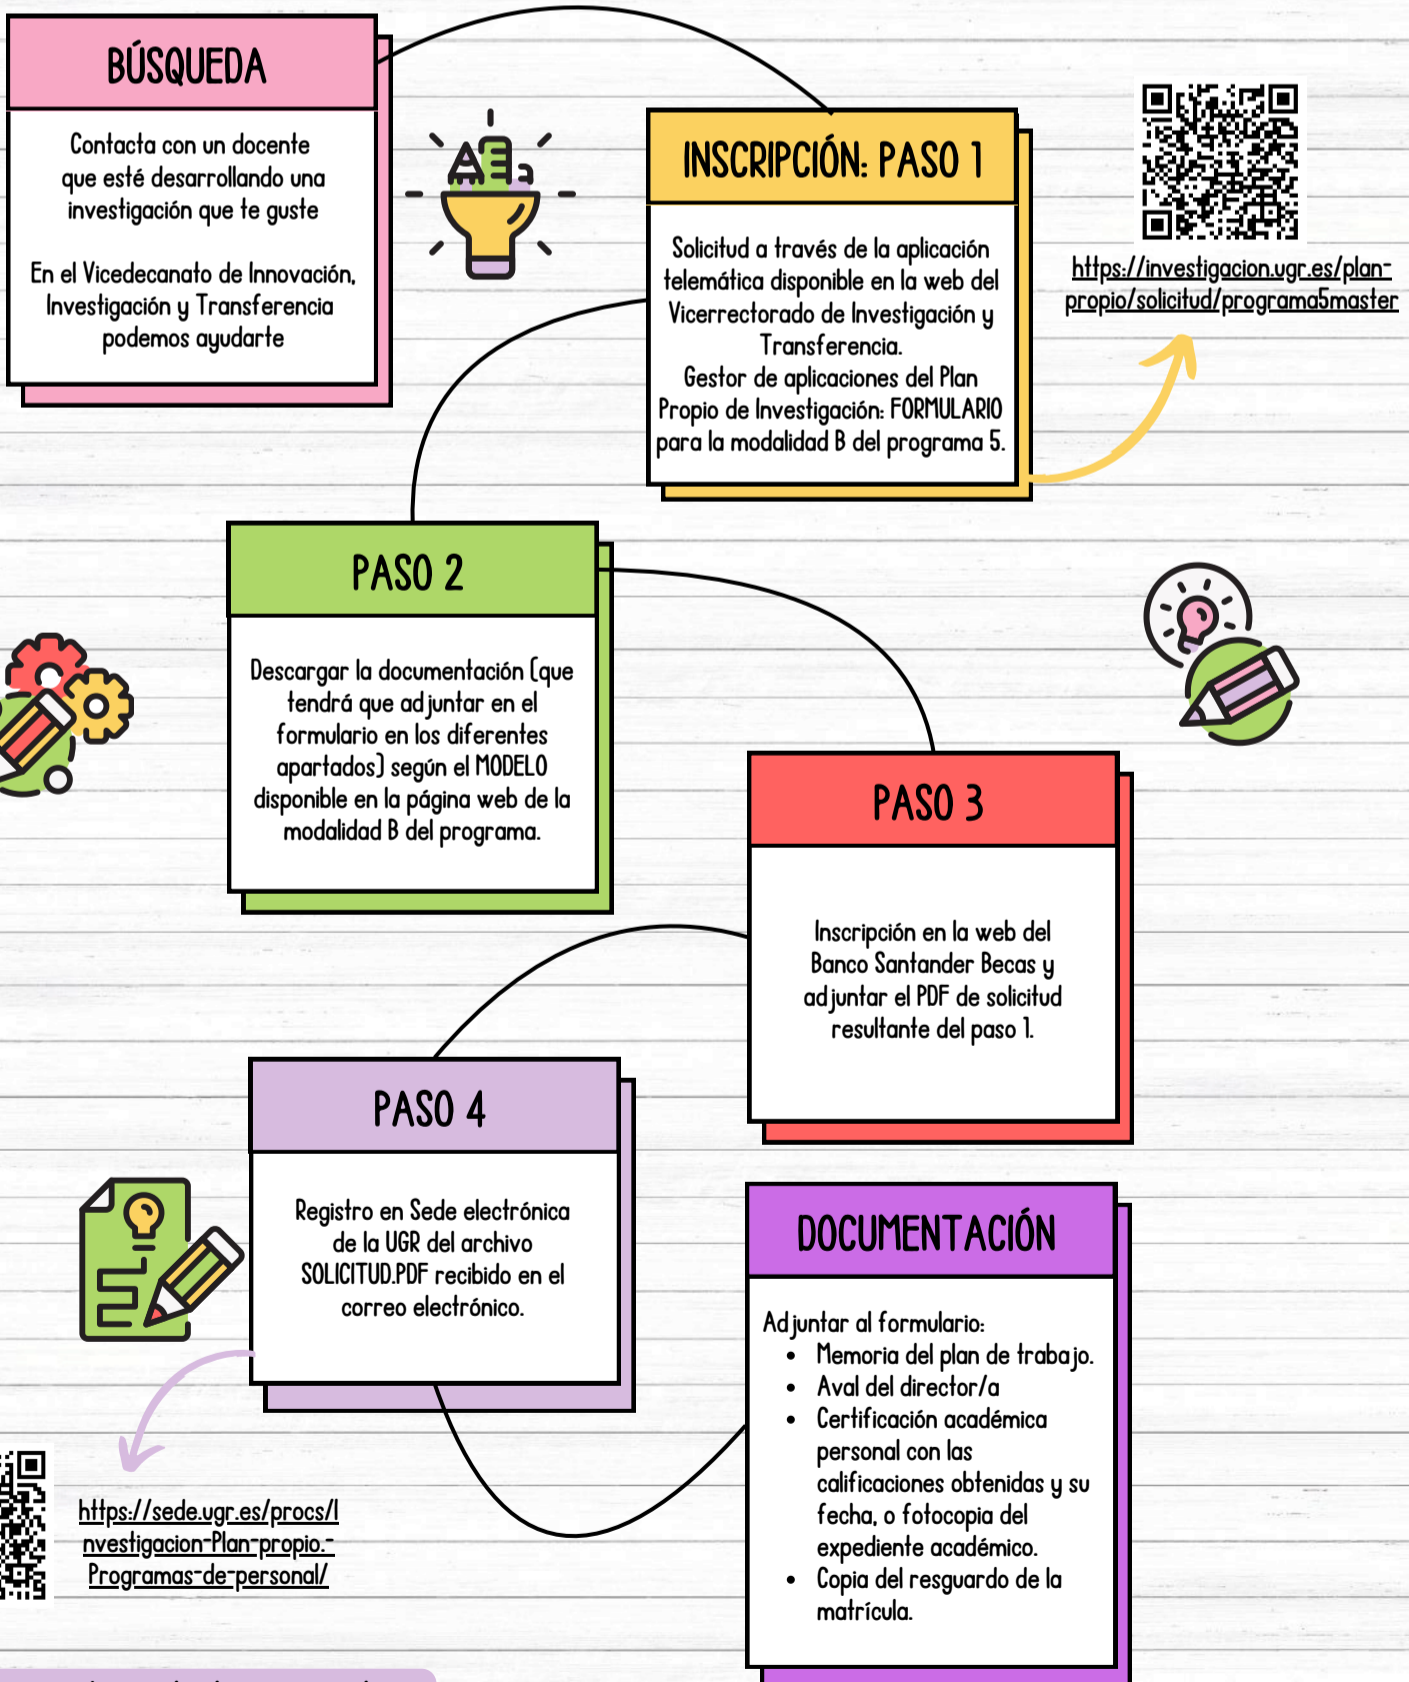 BÚSQUEDA
Contacta con un docente
que esté desarrollando una
investigación que te guste
En el Vicedecanato de Innovación,
Investigación y Transferencia
podemos ayudarte
INSCRIPCIÓN: PASO 1
Solicitud a través de la aplicación
telemática disponible en la web del
Vicerrectorado de Investigación y
Transferencia.
Gestor de aplicaciones del Plan
Propio de Investigación: FORMULARIO
para la modalidad B del programa 5.
https://investigacion.ugr.es/plan-
propio/solicitud/programa5master
PASO 2
Descargar la documentación (que
tendrá que adjuntar en el
formulario en los diferentes
apartados) según el MODELO
disponible en la página web de la
modalidad B del programa.
PASO 3
Inscripción en la web del
Banco Santander Becas y
adjuntar el PDF de solicitud
resultante del paso 1.
PASO 4
Registro en Sede electrónica
de la UGR del archivo
SOLICITUD.PDF recibido en el
correo electrónico.
https://sede.ugr.es/procs/I
nvestigacion-Plan-propio.-
Programas-de-personal/
DOCUMENTACIÓN
Adjuntar al formulario:
• Memoria del plan de trabajo.
• Aval del director/a
• Certificación académica
personal con las
calificaciones obtenidas y su
fecha, o fotocopia del
expediente académico.
• Copia del resguardo de la
matrícula.